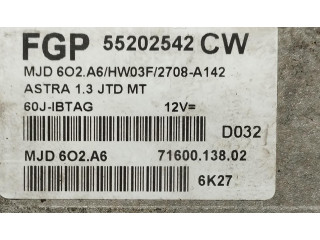 FGP 55202542 CW
MJD 6O2.A6/HW03F/2708-A142
ASTRA 1.3 JTD MT
60J-IBTAG 12V=
D032
MJD 6O2.A6 71600.138.02
6K27